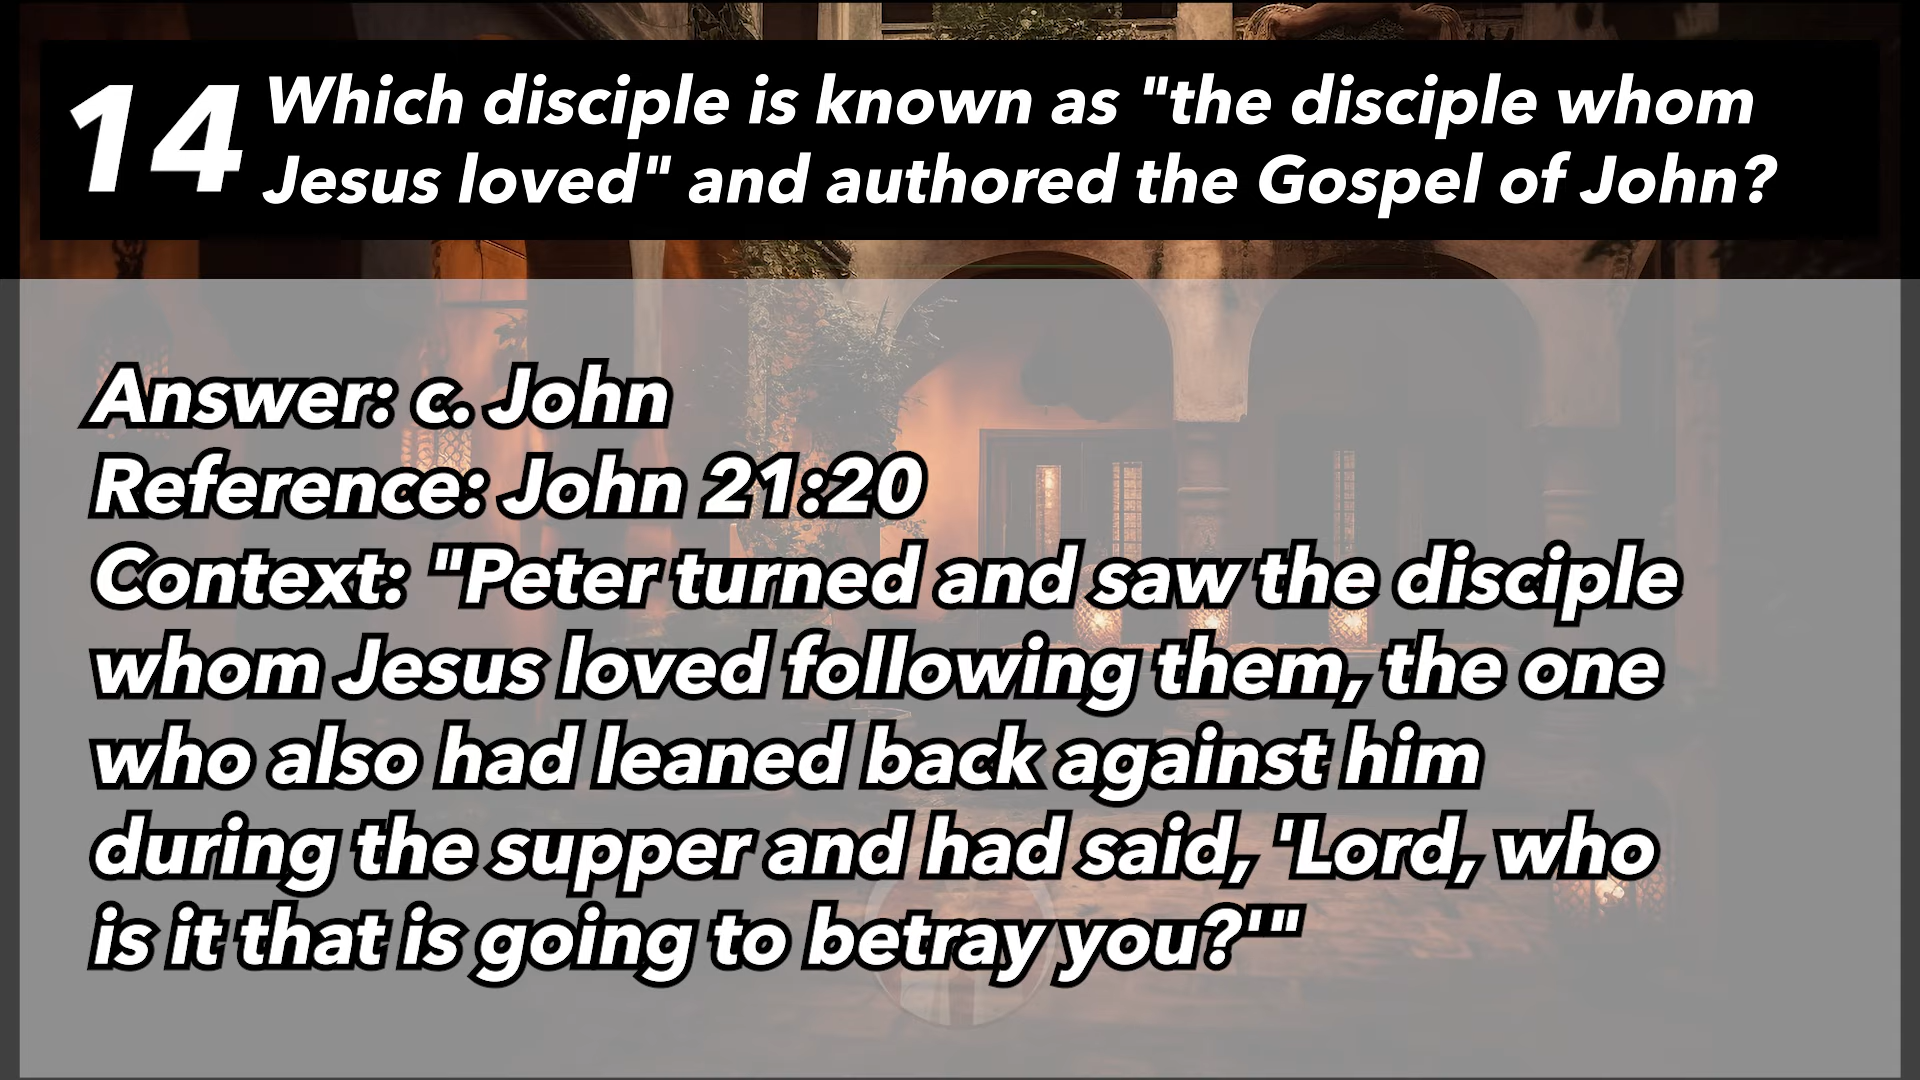 14 Which disciple is known as "the disciple whom
Jesus loved" and authored the Gospel of John?
Answer: c. John
Reference: John 21:20
Context: "Peter turned and saw the disciple
whom Jesus loved following them, the one
who also had leaned back against him
during the supper and had said, 'Lord, who
is it that is going to betray you?'"